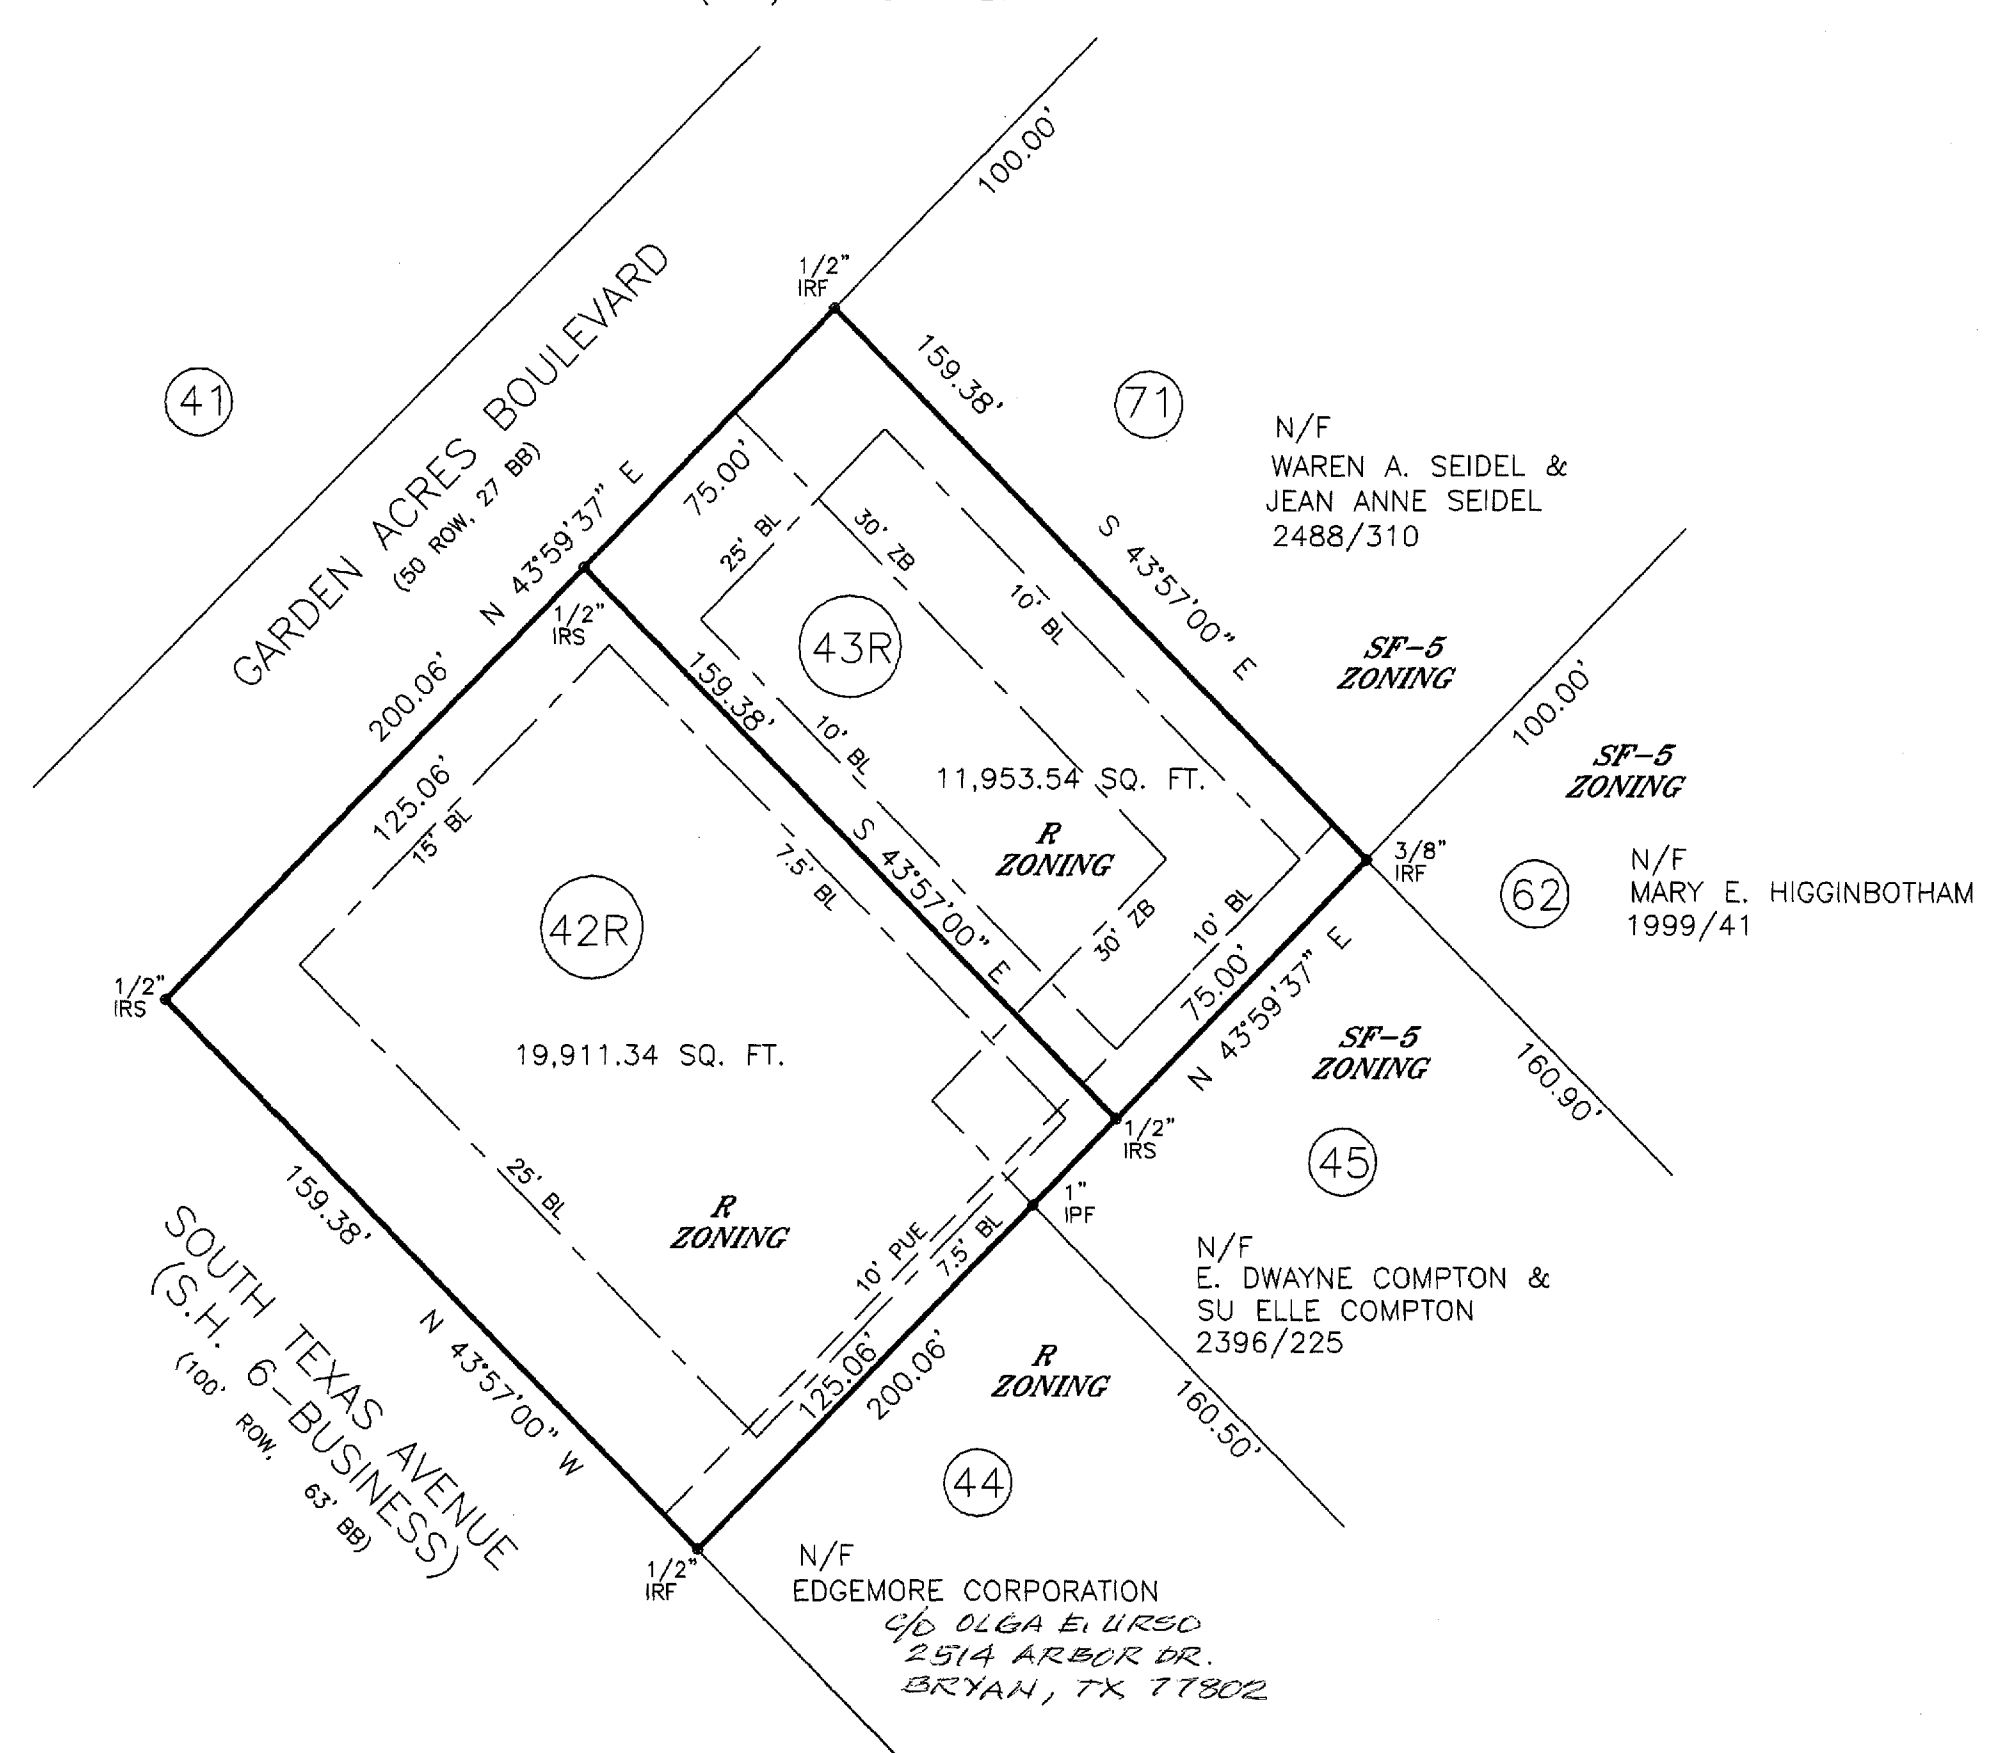 100.00'
1/2"
IRF
GARDEN ACRES BOULEVARD
(50 ROW, 27 BB)
41
159.38'
71
N/F
WAREN A. SEIDEL &
JEAN ANNE SEIDEL
2488/310
N 43°59'37" E
75.00'
25' BL
30' ZB
S 43°57'00" E
10' BL
1/2"
IRS
43R
SF-5
ZONING
200.06'
159.38'
100.00'
10' BL
11,953.54 SQ. FT.
SF-5
ZONING
125.06'
15' BL
7.5' BL
S 43°57'00" E
R
ZONING
3/8"
IRF
62
N/F
MARY E. HIGGINBOTHAM
1999/41
42R
30' ZB
10' BL
75.00'
N 43°59'37" E
1/2"
IRS
19,911.34 SQ. FT.
SF-5
ZONING
160.90'
1/2"
IRS
45
25' BL
159.38'
R
ZONING
1"
IPF
10' PUE
7.5' BL
N/F
E. DWAYNE COMPTON &
SU ELLE COMPTON
2396/225
SOUTH TEXAS AVENUE
(S.H. 6-BUSINESS)
(100' ROW, 63' BB)
N 43°57'00" W
125.06'
200.06'
R
ZONING
160.50'
44
1/2"
IRF
N/F
EDGEMORE CORPORATION
C/O OLGA E. URSO
2514 ARBOR DR.
BRYAN, TX 77802